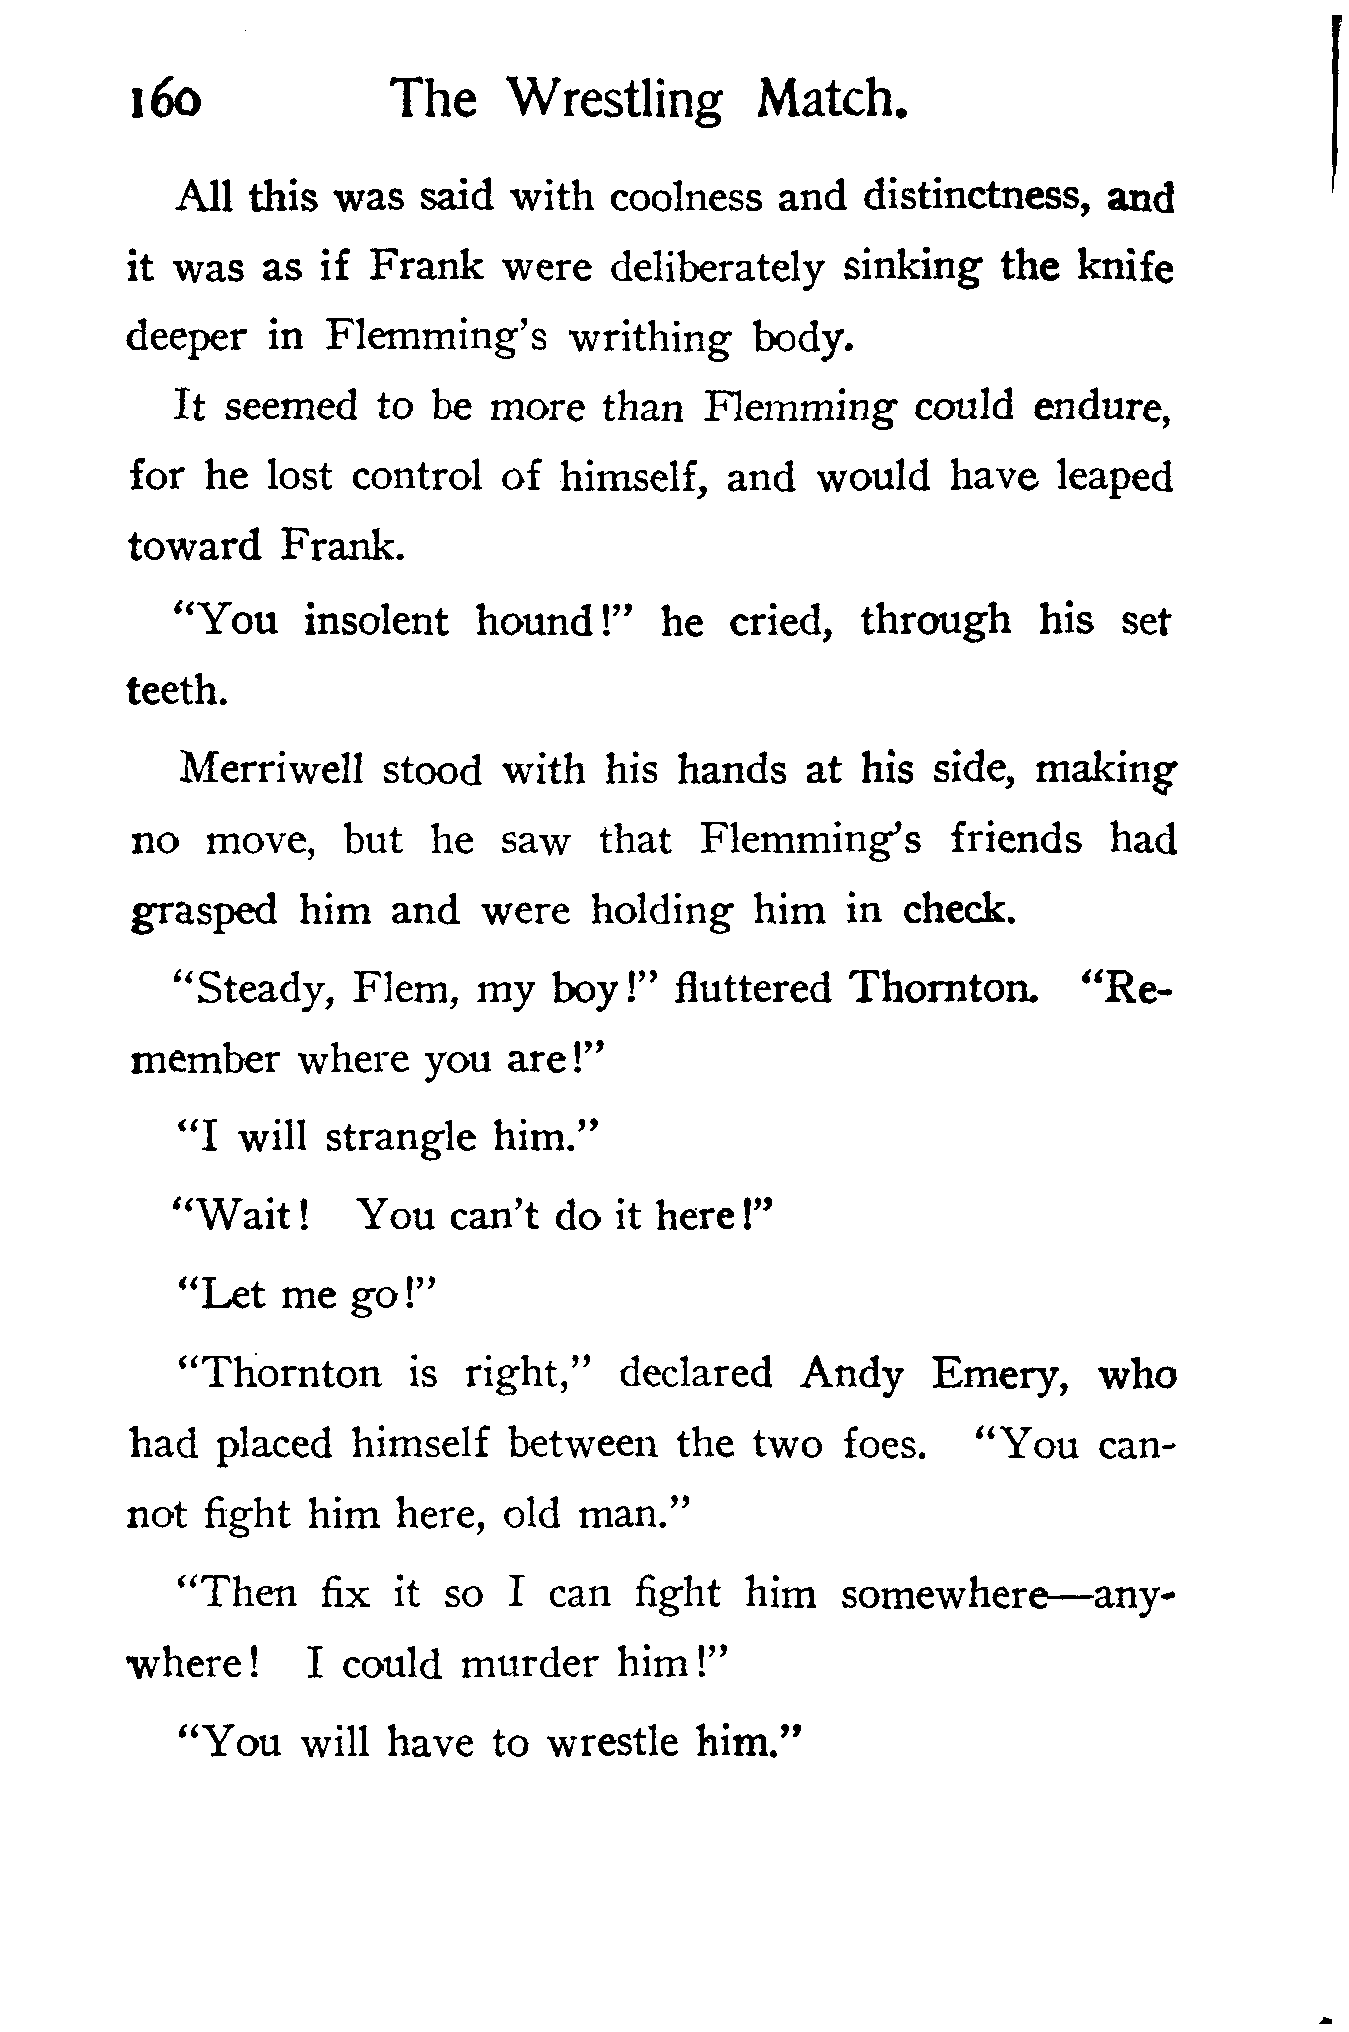 160 The Wrestling Match.
All this was said with coolness and distinctness, and
it was as if Frank were deliberately sinking the knife
deeper in Flemming's writhing body.
It seemed to be more than Flemming could endure,
for he lost control of himself, and would have leaped
toward Frank.
"You insolent hound!" he cried, through his set
teeth.
Merriwell stood with his hands at his side, making
no move, but he saw that Flemming's friends had
grasped him and were holding him in check.
"Steady, Flem, my boy!" fluttered Thornton. "Re-
member where you are!"
"I will strangle him."
"Wait! You can't do it here!"
"Let me go!"
"Thornton is right," declared Andy Emery, who
had placed himself between the two foes. "You can-
not fight him here, old man."
"Then fix it so I can fight him somewhere—any-
where! I could murder him!"
"You will have to wrestle him."